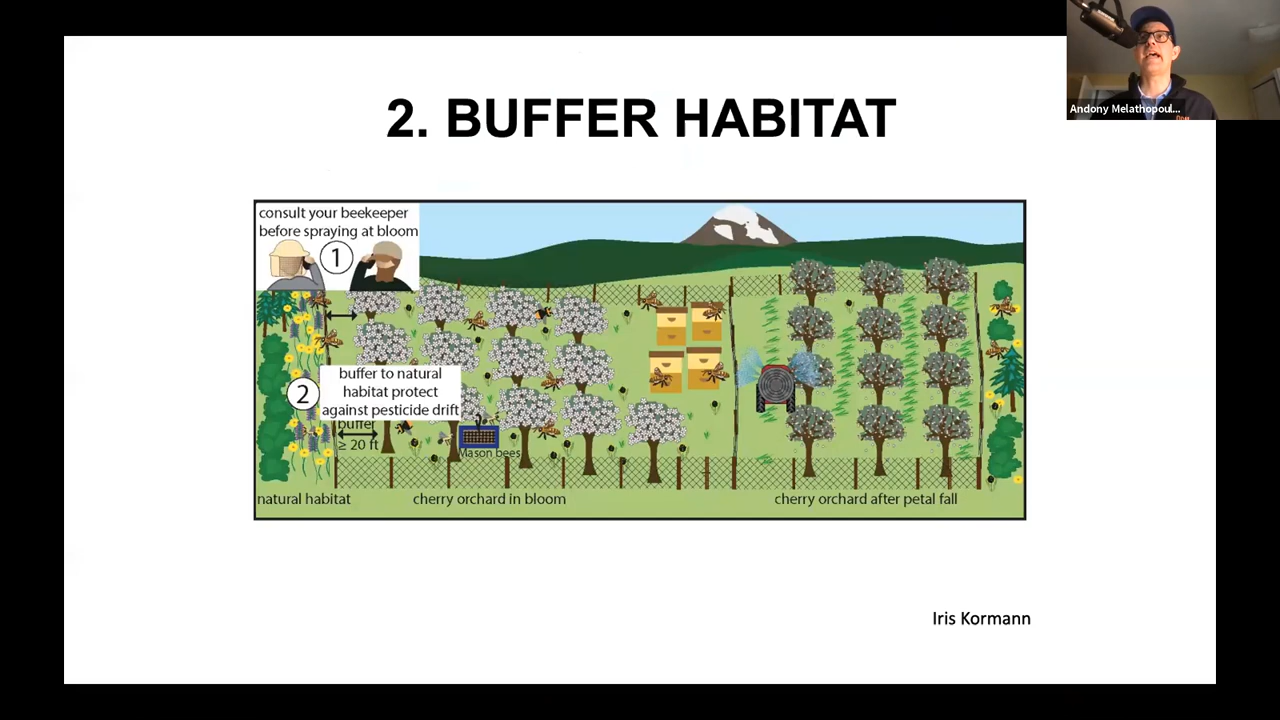 2. BUFFER HABITAT
Andony Melathopoul...
consult your beekeeper
before spraying at bloom
1
2
buffer to natural
habitat protect
against pesticide drift
buffer
≥ 20 ft
Mason bees
natural habitat
cherry orchard in bloom
cherry orchard after petal fall
Iris Kormann